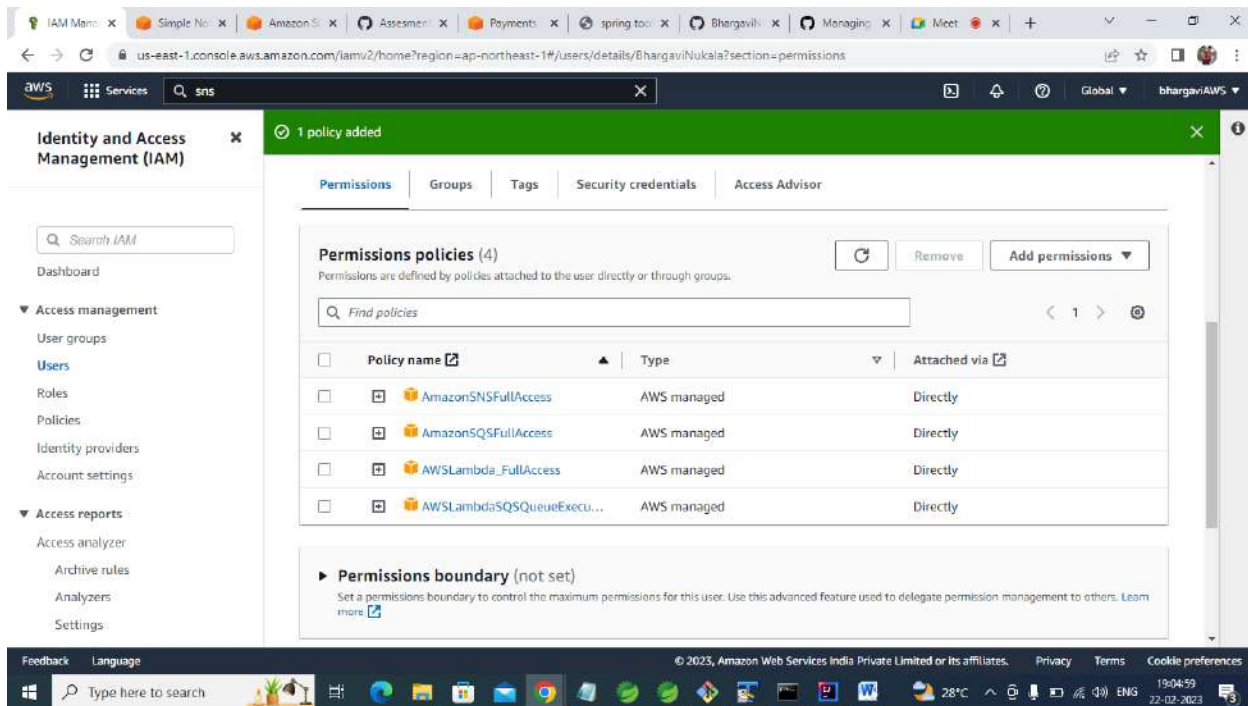 IAM Mana
Simple No
Amazon S
Assesmen
Payments
spring too
BhargaviN
Managing
Meet
us-east-1.console.aws.amazon.com/iamv2/home?region=ap-northeast-1#/users/details/BhargaviNukala?section=permissions
aws
Services
sns
Global
bhargaviAWS
Identity and Access
Management (IAM)
1 policy added
Search IAM
Dashboard
Access management
User groups
Users
Roles
Policies
Identity providers
Account settings
Access reports
Access analyzer
Archive rules
Analyzers
Settings
Permissions
Groups
Tags
Security credentials
Access Advisor
Permissions policies (4)
Permissions are defined by policies attached to the user directly or through groups.
Remove
Add permissions
Find policies
1
Policy name
Type
Attached via
AmazonSNSFullAccess AWS managed Directly
AmazonSQSFullAccess AWS managed Directly
AWSLambda_FullAccess AWS managed Directly
AWSLambdaSQSQueueExecu... AWS managed Directly
Permissions boundary (not set)
Set a permissions boundary to control the maximum permissions for this user. Use this advanced feature used to delegate permission management to others. Learn
more
Feedback
Language
© 2023, Amazon Web Services India Private Limited or its affiliates.
Privacy
Terms
Cookie preferences
Type here to search
28°C
ENG
19:04:59
22-02-2023
3